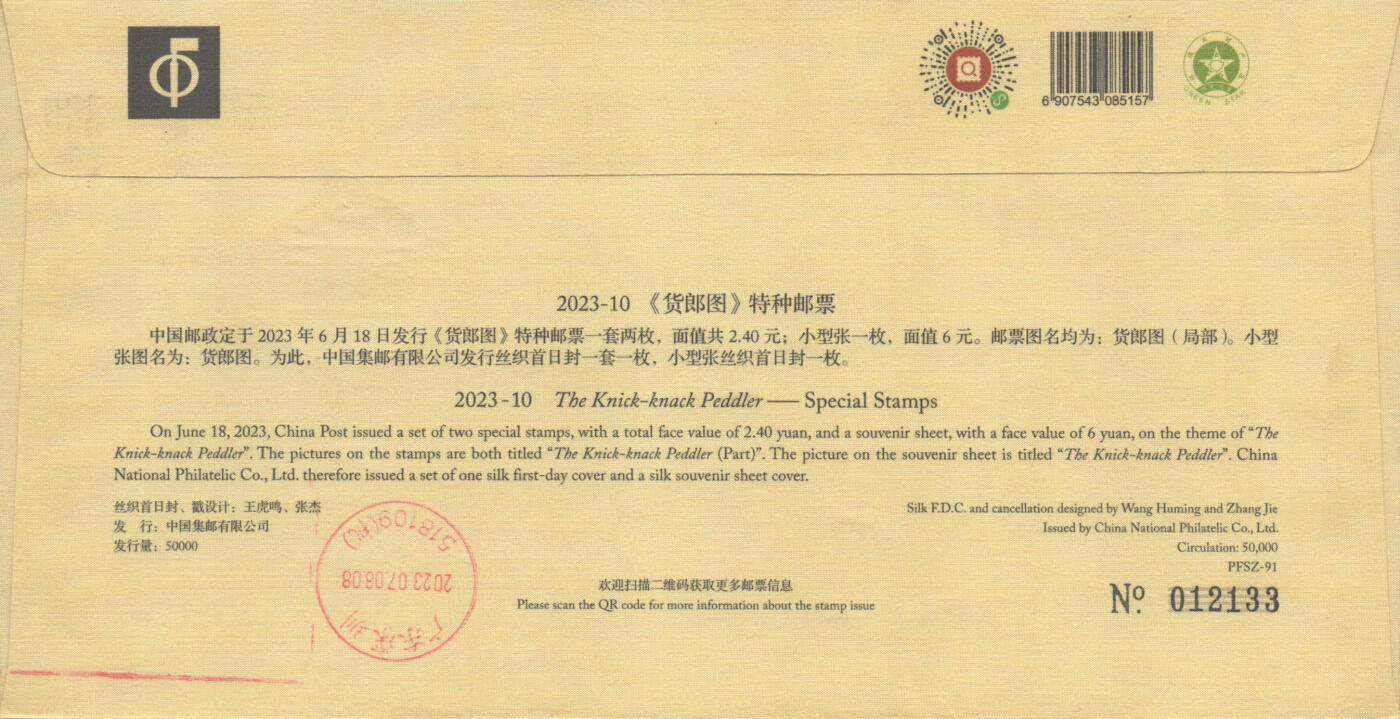 6 907543 085157
GREEN STAR
2023-10 《货郎图》特种邮票
中国邮政定于 2023 年 6 月 18 日发行《货郎图》特种邮票一套两枚，面值共 2.40 元；小型张一枚，面值 6 元。邮票图名均为：货郎图（局部）。小型
张图名为：货郎图。为此，中国集邮有限公司发行丝织首日封一套一枚，小型张丝织首日封一枚。
2023-10 The Knick-knack Peddler — Special Stamps
On June 18, 2023, China Post issued a set of two special stamps, with a total face value of 2.40 yuan, and a souvenir sheet, with a face value of 6 yuan, on the theme of “The
Knick-knack Peddler”. The pictures on the stamps are both titled “The Knick-knack Peddler (Part)”. The picture on the souvenir sheet is titled “The Knick-knack Peddler”. China
National Philatelic Co., Ltd. therefore issued a set of one silk first-day cover and a silk souvenir sheet cover.
丝织首日封、戳设计：王虎鸣、张杰
发 行：中国集邮有限公司
发行量：50000
Silk F.D.C. and cancellation designed by Wang Huming and Zhang Jie
Issued by China National Philatelic Co., Ltd.
Circulation: 50,000
PFSZ-91
№ 012133
欢迎扫描二维码获取更多邮票信息
Please scan the QR code for more information about the stamp issue
广东深圳
2023.07.08.08
518109(机)